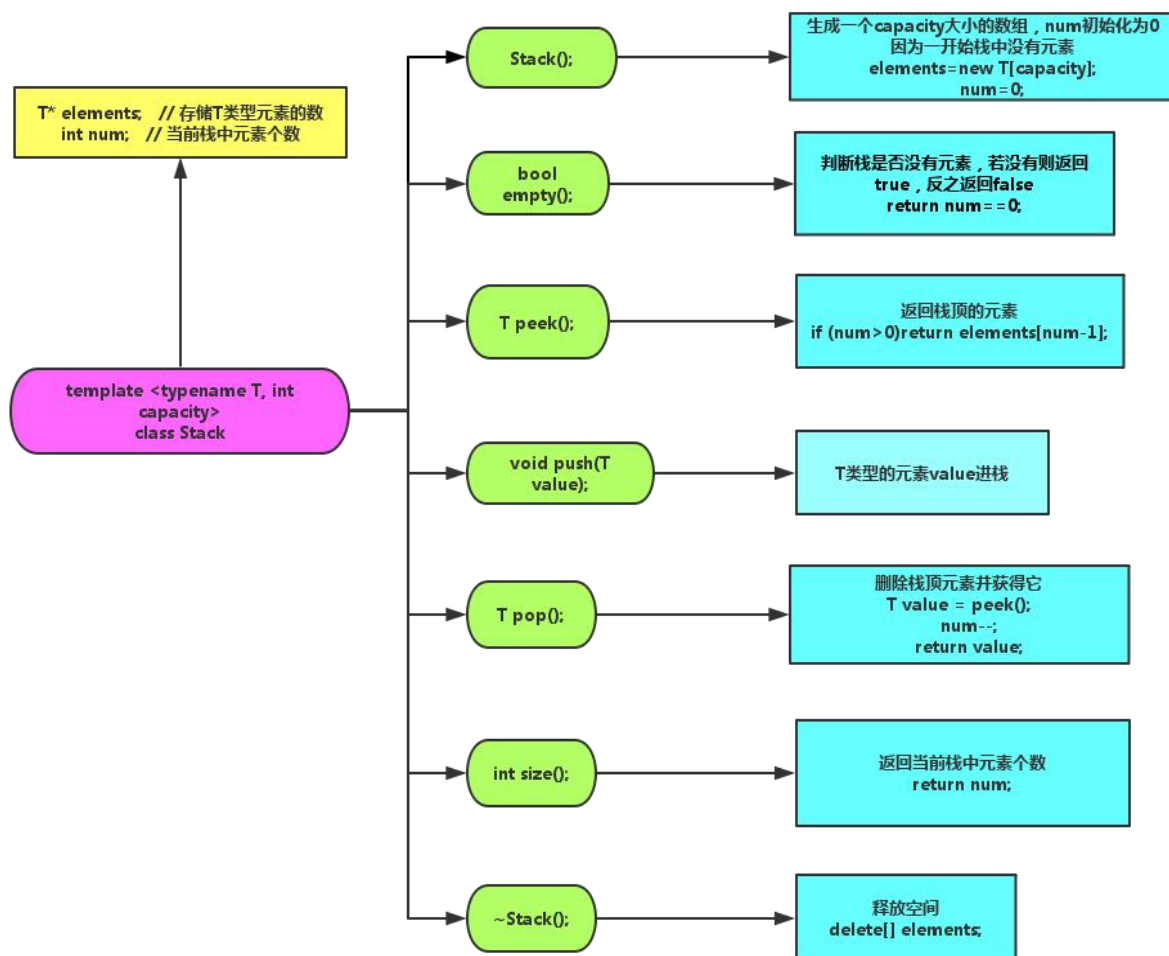 T* elements;   // 存储T类型元素的数
int num;   // 当前栈中元素个数
template <typename T, int
capacity>
class Stack
Stack();
生成一个capacity大小的数组，num初始化为0
因为一开始栈中没有元素
elements=new T[capacity];
num=0;
bool
empty();
判断栈是否没有元素，若没有则返回
true，反之返回false
return num==0;
T peek();
返回栈顶的元素
if (num>0)return elements[num-1];
void push(T
value);
T类型的元素value进栈
T pop();
删除栈顶元素并获得它
T value = peek();
num--;
return value;
int size();
返回当前栈中元素个数
return num;
~Stack();
释放空间
delete[] elements;